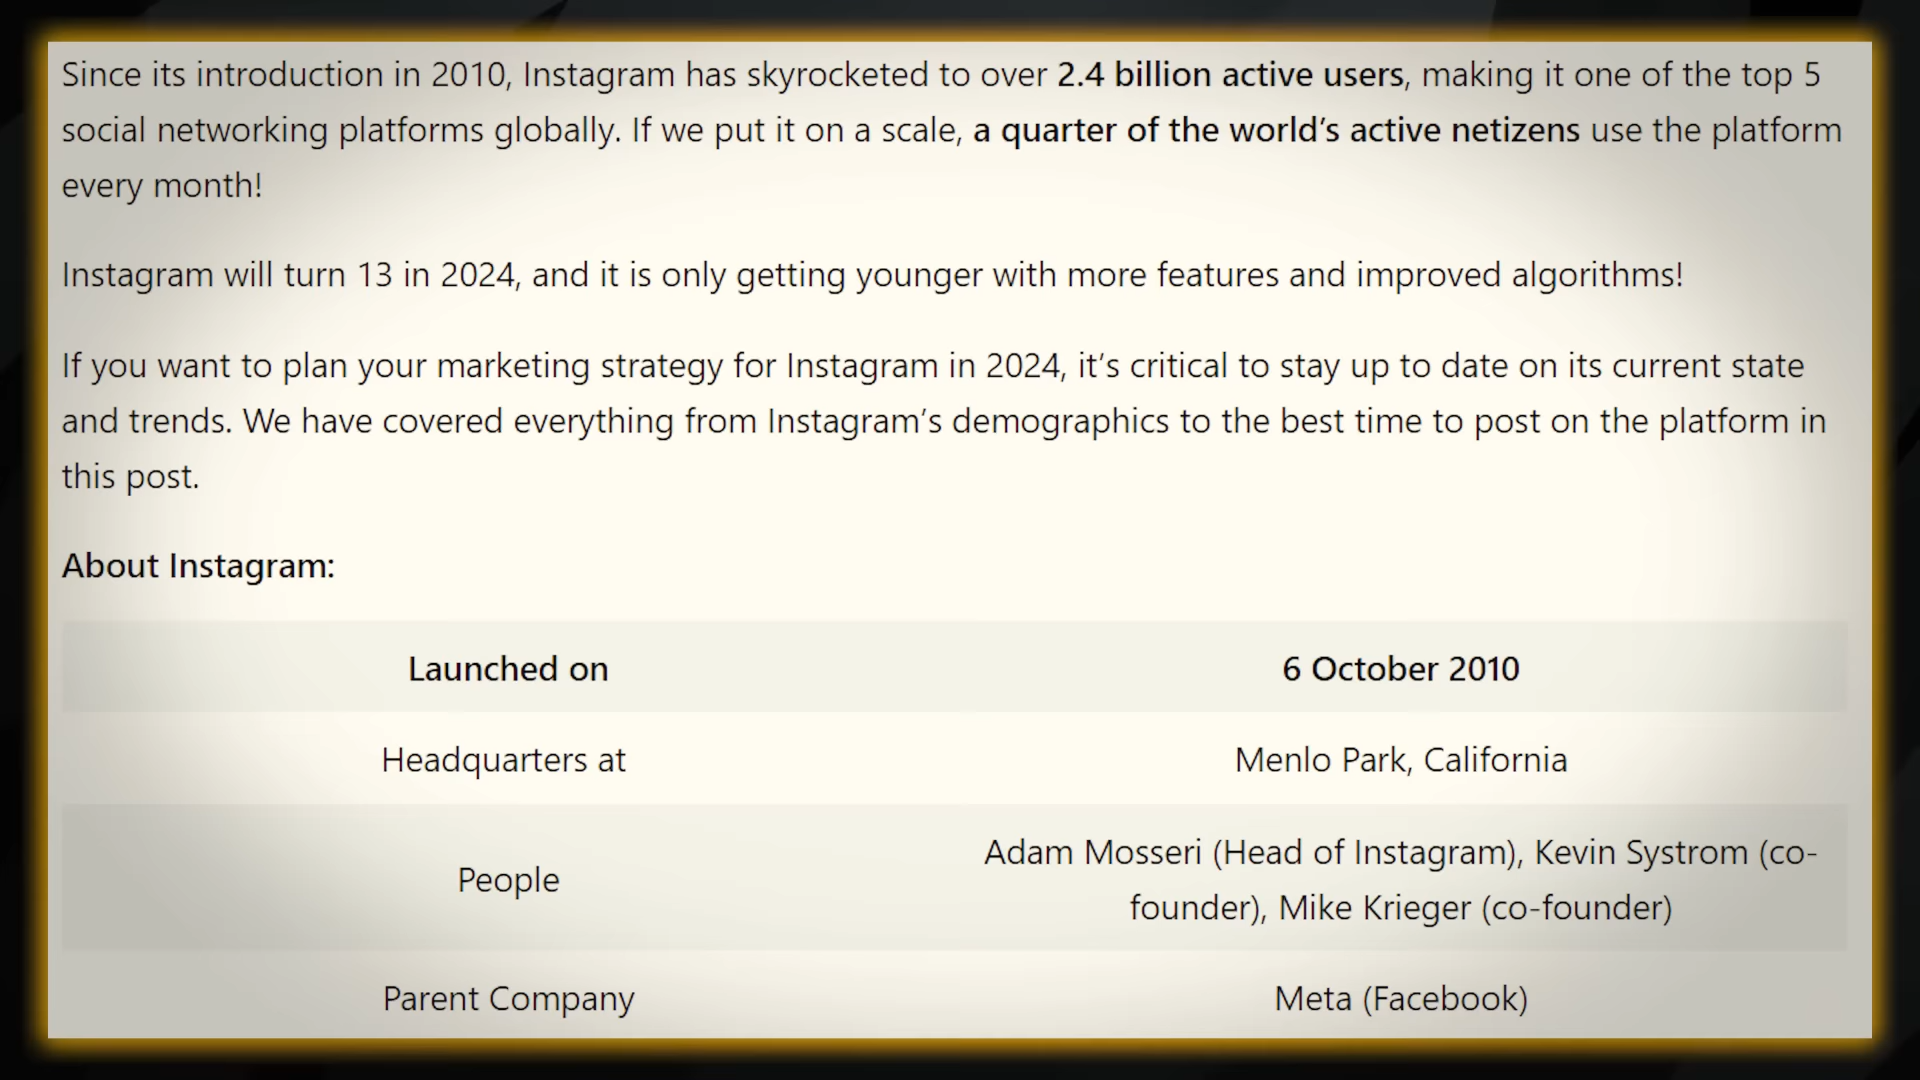 Since its introduction in 2010, Instagram has skyrocketed to over 2.4 billion active users, making it one of the top 5
social networking platforms globally. If we put it on a scale, a quarter of the world’s active netizens use the platform
every month!
Instagram will turn 13 in 2024, and it is only getting younger with more features and improved algorithms!
If you want to plan your marketing strategy for Instagram in 2024, it’s critical to stay up to date on its current state
and trends. We have covered everything from Instagram’s demographics to the best time to post on the platform in
this post.
About Instagram:
Launched on 6 October 2010
Headquarters at Menlo Park, California
People Adam Mosseri (Head of Instagram), Kevin Systrom (co-
founder), Mike Krieger (co-founder)
Parent Company Meta (Facebook)